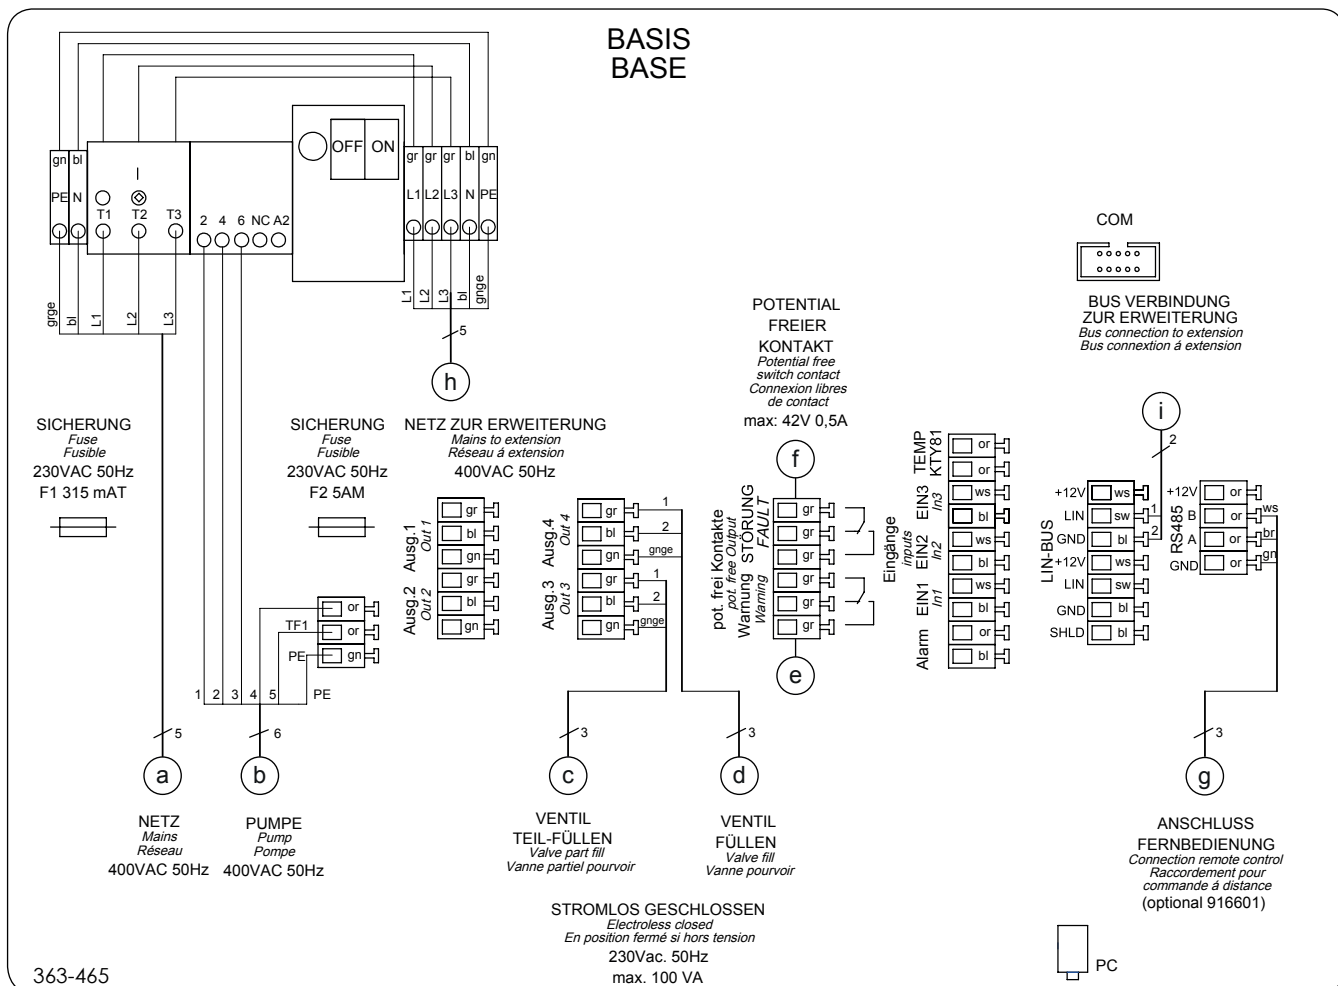 BASIS
BASE
OFF ON
gn bl
PE N
I
T1 T2 T3
2 4 6 NC A2
gr gr gr bl gn
L1 L2 L3 N PE
grge bl L1 L2 L3
L1 L2 L3 bl gnge
5
h
SICHERUNG
Fuse
Fusible
230VAC 50Hz
F1 315 mAT
SICHERUNG
Fuse
Fusible
230VAC 50Hz
F2 5AM
NETZ ZUR ERWEITERUNG
Mains to extension
Réseau á extension
400VAC 50Hz
Ausg.1
Out 1
gr
bl
gn
Ausg.2
Out 2
gr
bl
gn
Ausg.4
Out 4
gr 1
bl 2
gn gnge
Ausg.3
Out 3
gr 1
bl 2
gn gnge
or
TF1 or
PE gn
1 2 3 4 5 PE
5
a
NETZ
Mains
Réseau
400VAC 50Hz
6
b
PUMPE
Pump
Pompe
400VAC 50Hz
3
c
VENTIL
TEIL-FÜLLEN
Valve part fill
Vanne partiel pourvoir
3
d
VENTIL
FÜLLEN
Valve fill
Vanne pourvoir
STROMLOS GESCHLOSSEN
Electroless closed
En position fermé si hors tension
230Vac. 50Hz
max. 100 VA
POTENTIAL
FREIER
KONTAKT
Potential free
switch contact
Connexion libres
de contact
max: 42V 0,5A
f
pot. frei Kontakte
pot. free Output
STÖRUNG
FAULT
gr
gr
gr
Warnung
Warning
gr
gr
gr
e
Eingänge
inputs
TEMP
KTY81
or
or
EIN3
In3
ws
bl
EIN2
In2
ws
bl
EIN1
In1
ws
bl
Alarm
or
bl
COM
BUS VERBINDUNG
ZUR ERWEITERUNG
Bus connection to extension
Bus connextion á extension
i
2
LIN-BUS
+12V ws
LIN sw 1
GND bl 2
+12V ws
LIN sw
GND bl
SHLD bl
RS485
+12V or
B or ws
A or br
GND or gn
3
g
ANSCHLUSS
FERNBEDIENUNG
Connection remote control
Raccordement pour
commande á distance
(optional 916601)
PC
363-465